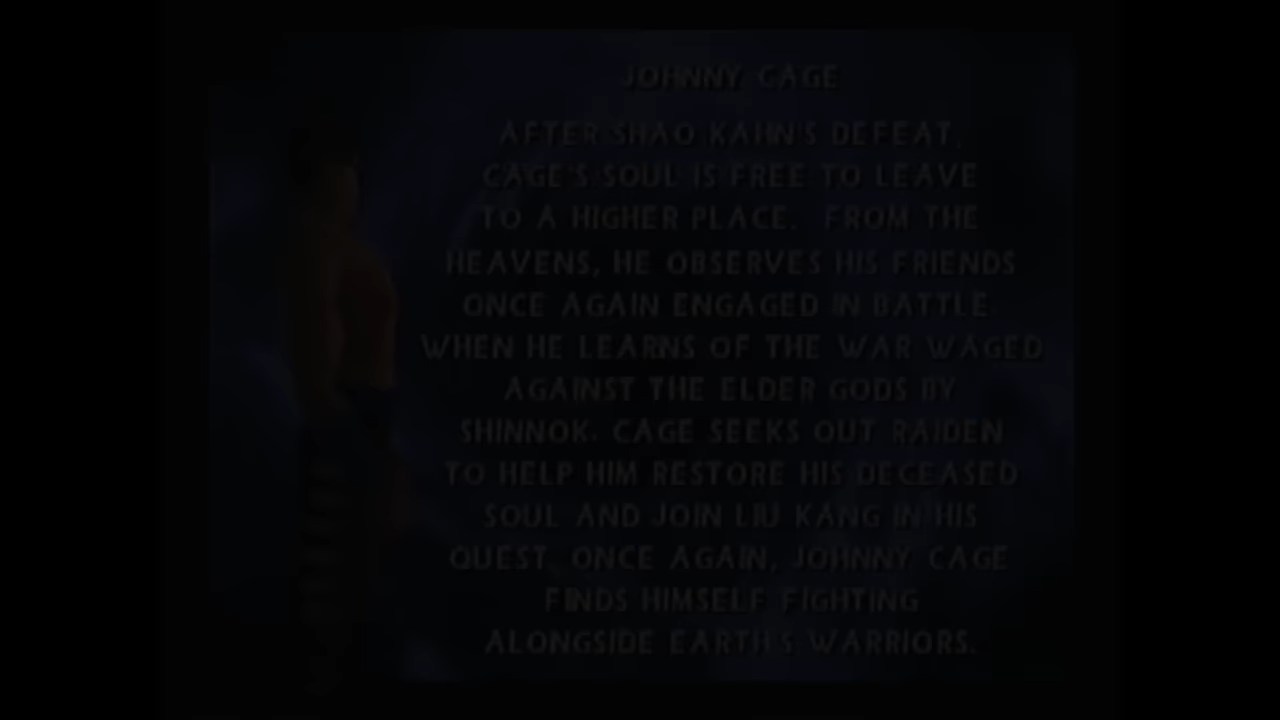 JOHNNY CAGE
AFTER SHAO KAHN'S DEFEAT,
CAGE'S SOUL IS FREE TO LEAVE
TO A HIGHER PLACE. FROM THE
HEAVENS, HE OBSERVES HIS FRIENDS
ONCE AGAIN ENGAGED IN BATTLE.
WHEN HE LEARNS OF THE WAR WAGED
AGAINST THE ELDER GODS BY
SHINNOK. CAGE SEEKS OUT RAIDEN
TO HELP HIM RESTORE HIS DECEASED
SOUL AND JOIN LIU KANG IN HIS
QUEST. ONCE AGAIN, JOHNNY CAGE
FINDS HIMSELF FIGHTING
ALONGSIDE EARTH'S WARRIORS.